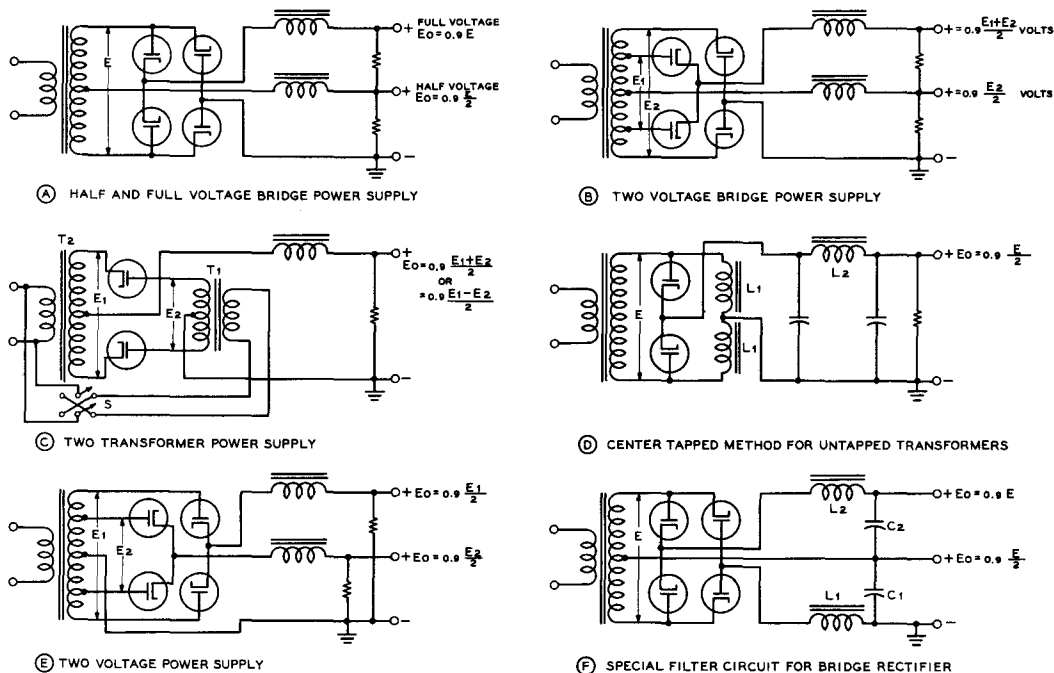 + FULL VOLTAGE
E
Eo = 0.9 E
+ HALF VOLTAGE
Eo = 0.9 E/2
−
Ⓐ HALF AND FULL VOLTAGE BRIDGE POWER SUPPLY
E1
E2
+ = 0.9 E1+E2/2 VOLTS
+ = 0.9 E2/2 VOLTS
−
Ⓑ TWO VOLTAGE BRIDGE POWER SUPPLY
T2
T1
E1
E2
S
+
Eo = 0.9 E1+E2/2
OR
= 0.9 E1−E2/2
−
Ⓒ TWO TRANSFORMER POWER SUPPLY
E
L1
L1
L2
+ Eo = 0.9 E/2
−
Ⓓ CENTER TAPPED METHOD FOR UNTAPPED TRANSFORMERS
E1
E2
+ Eo = 0.9 E1/2
+ Eo = 0.9 E2/2
−
Ⓔ TWO VOLTAGE POWER SUPPLY
E
L2
+ Eo = 0.9 E
C2
+ Eo = 0.9 E/2
C1
L1
−
Ⓕ SPECIAL FILTER CIRCUIT FOR BRIDGE RECTIFIER